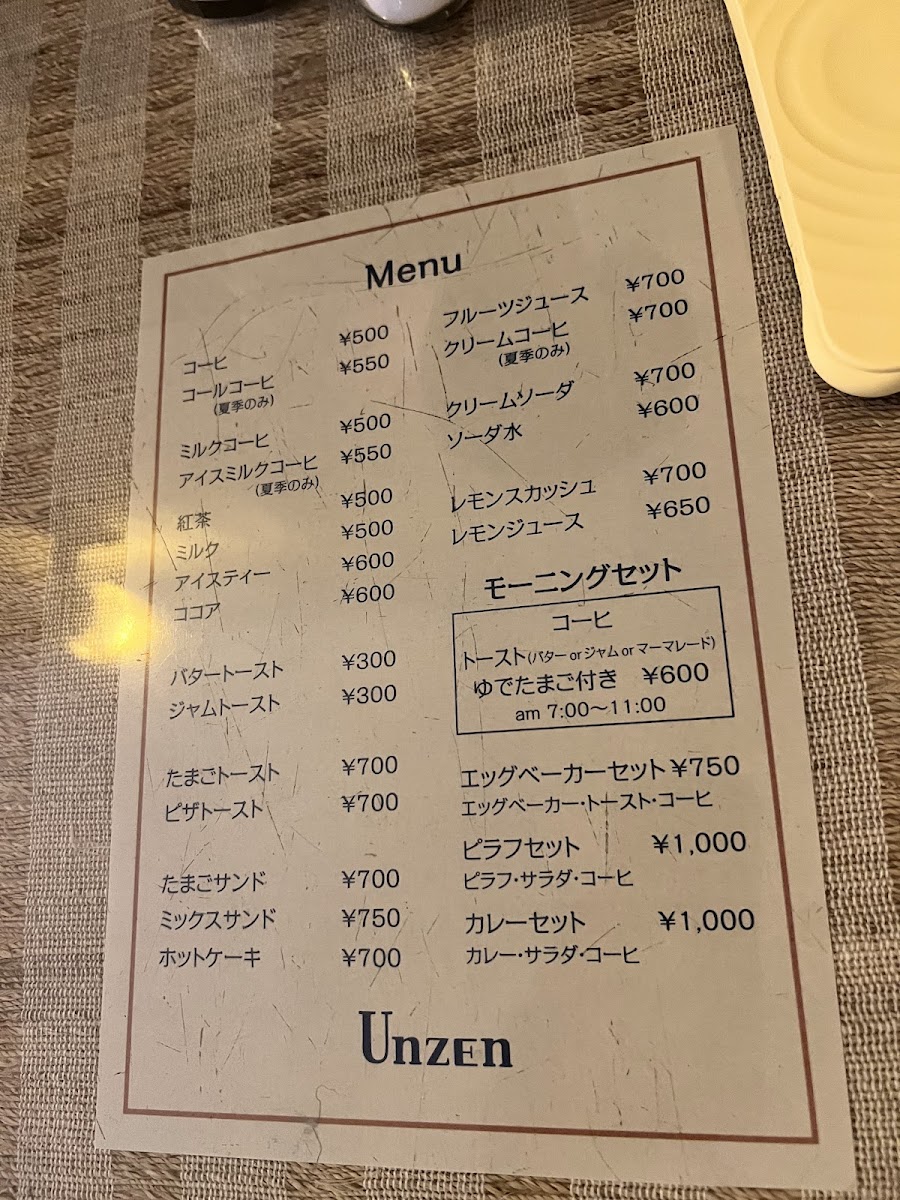 Menu
コーヒ ¥500
コールコーヒ ¥550
(夏季のみ)
ミルクコーヒ ¥500
アイスミルクコーヒ ¥550
(夏季のみ)
紅茶 ¥500
ミルク ¥500
アイスティー ¥600
ココア ¥600
バタートースト ¥300
ジャムトースト ¥300
たまごトースト ¥700
ピザトースト ¥700
たまごサンド ¥700
ミックスサンド ¥750
ホットケーキ ¥700
フルーツジュース ¥700
クリームコーヒ ¥700
(夏季のみ)
クリームソーダ ¥700
ソーダ水 ¥600
レモンスカッシュ ¥700
レモンジュース ¥650
モーニングセット
コーヒ
トースト(バター or ジャム or マーマレード)
ゆでたまご付き ¥600
am 7:00〜11:00
エッグベーカーセット ¥750
エッグベーカー・トースト・コーヒ
ピラフセット ¥1,000
ピラフ・サラダ・コーヒ
カレーセット ¥1,000
カレー・サラダ・コーヒ
Unzen